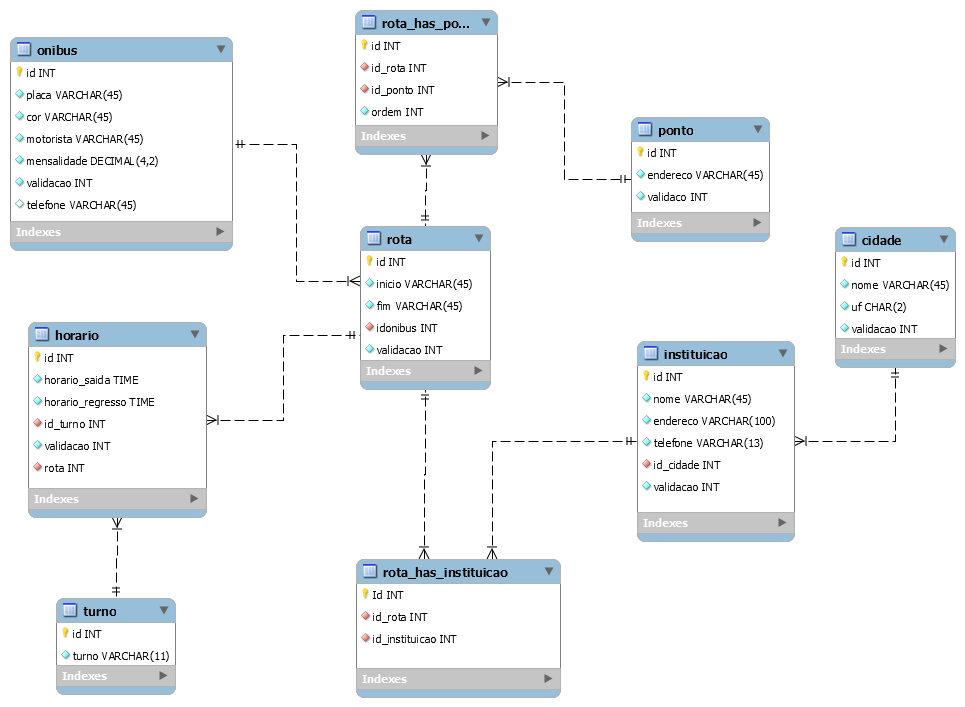 onibus
id INT
placa VARCHAR(45)
cor VARCHAR(45)
motorista VARCHAR(45)
mensalidade DECIMAL(4,2)
validacao INT
telefone VARCHAR(45)
Indexes
rota_has_po...
id INT
id_rota INT
id_ponto INT
ordem INT
Indexes
ponto
id INT
endereco VARCHAR(45)
validaco INT
Indexes
rota
id INT
inicio VARCHAR(45)
fim VARCHAR(45)
idonibus INT
validacao INT
Indexes
cidade
id INT
nome VARCHAR(45)
uf CHAR(2)
validacao INT
Indexes
horario
id INT
horario_saida TIME
horario_regresso TIME
id_turno INT
validacao INT
rota INT
Indexes
instituicao
id INT
nome VARCHAR(45)
endereco VARCHAR(100)
telefone VARCHAR(13)
id_cidade INT
validacao INT
Indexes
rota_has_instituicao
Id INT
id_rota INT
id_instituicao INT
Indexes
turno
id INT
turno VARCHAR(11)
Indexes